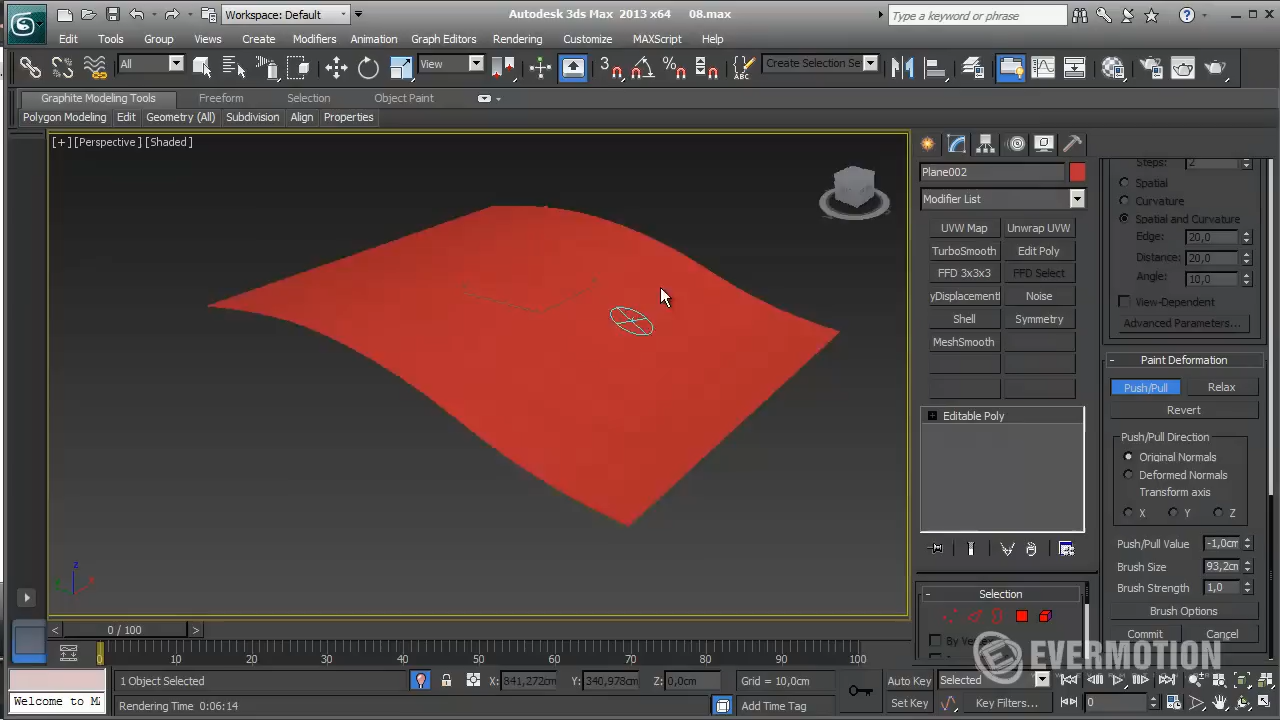 Workspace: Default
Autodesk 3ds Max 2013 x64 08.max
Type a keyword or phrase
Edit Tools Group Views Create Modifiers Animation Graph Editors Rendering Customize MAXScript Help
All
View
3
Create Selection Se
Graphite Modeling Tools Freeform Selection Object Paint
Polygon Modeling Edit Geometry (All) Subdivision Align Properties
[+] [Perspective] [Shaded]
Plane002
Modifier List
UVW Map Unwrap UVW
TurboSmooth Edit Poly
FFD 3x3x3 FFD Select
yDisplacement Noise
Shell Symmetry
MeshSmooth
Editable Poly
Selection
By Ve
Steps: 2
Spatial
Curvature
Spatial and Curvature
Edge: 20,0
Distance: 20,0
Angle: 10,0
View-Dependent
Advanced Parameters...
- Paint Deformation
Push/Pull Relax
Revert
Push/Pull Direction
Original Normals
Deformed Normals
Transform axis
X Y Z
Push/Pull Value -1,0cm
Brush Size 93,2cm
Brush Strength 1,0
Brush Options
Commit Cancel
EVERMOTION
z
< 0 / 100 >
0 10 20 30 40 50 60 70 80 90 100
1 Object Selected
X: 841,272cm Y: 340,978cm Z: 0,0cm
Grid = 10,0cm
Auto Key Selected
Welcome to M
Rendering Time 0:06:14
Add Time Tag
Set Key Key Filters... 0